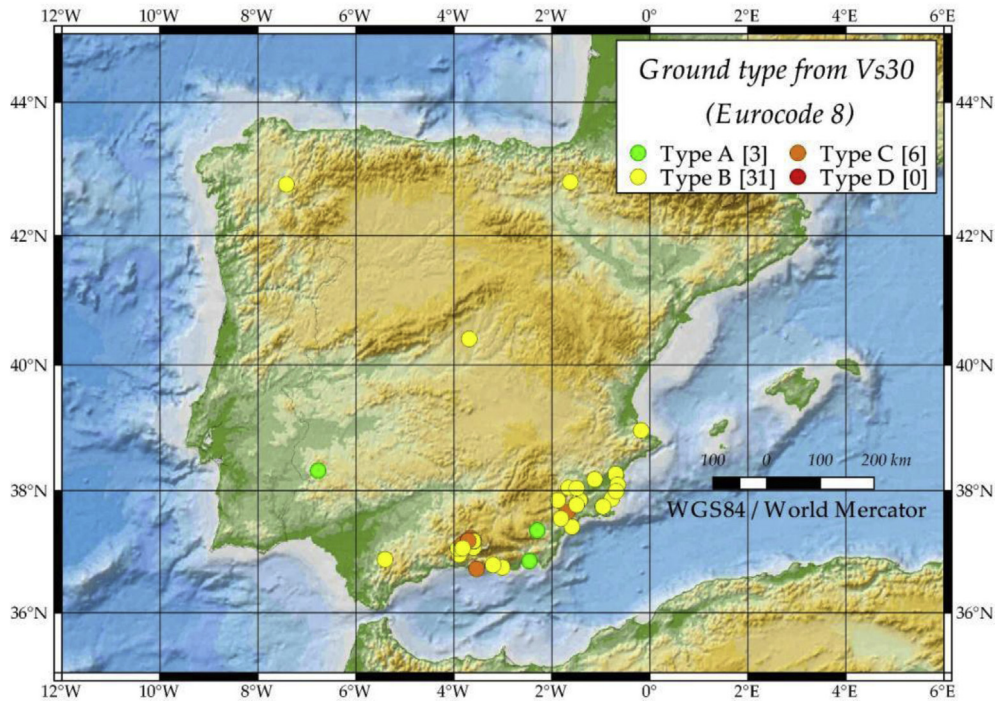 12°W 10°W 8°W 6°W 4°W 2°W 0° 2°E 4°E 6°E
Ground type from Vs30
(Eurocode 8)
Type A [3] Type C [6]
Type B [31] Type D [0]
44°N 44°N
42°N 42°N
40°N 40°N
100 0 100 200 km
38°N 38°N
WGS84 / World Mercator
36°N 36°N
12°W 10°W 8°W 6°W 4°W 2°W 0° 2°E 4°E 6°E